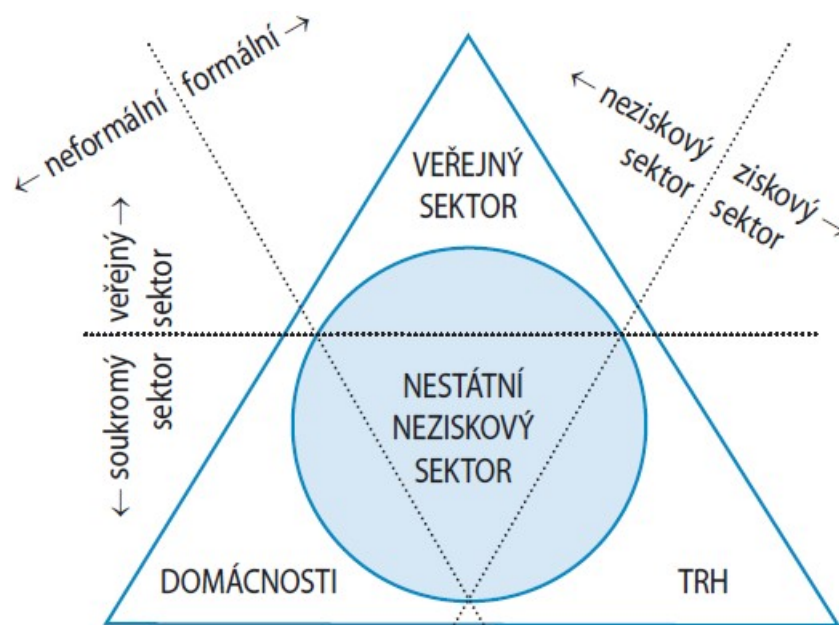 ← neformální formální →
← neziskový ziskový
sektor sektor →
VEŘEJNÝ
SEKTOR
veřejný →
sektor
← soukromý
sektor
NESTÁTNÍ
NEZISKOVÝ
SEKTOR
DOMÁCNOSTI
TRH